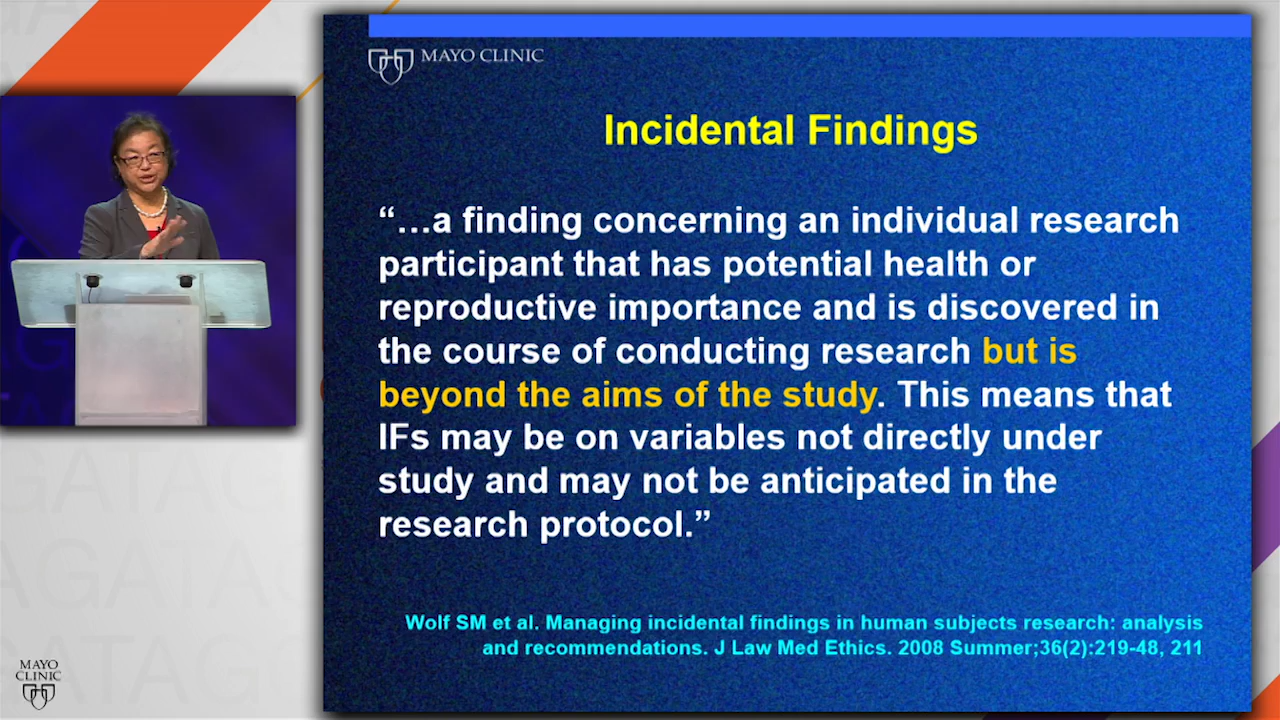 MAYO CLINIC
Incidental Findings
“…a finding concerning an individual research
participant that has potential health or
reproductive importance and is discovered in
the course of conducting research but is
beyond the aims of the study. This means that
IFs may be on variables not directly under
study and may not be anticipated in the
research protocol.”
Wolf SM et al. Managing incidental findings in human subjects research: analysis
and recommendations. J Law Med Ethics. 2008 Summer;36(2):219-48, 211
MAYO
CLINIC